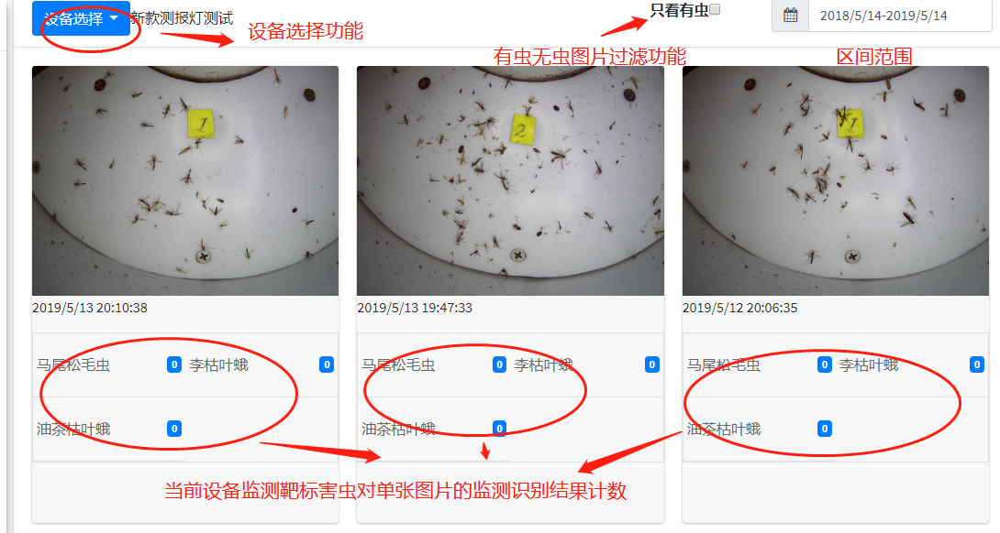 设备选择 新款测报灯测试 只看有虫 2018/5/14-2019/5/14
设备选择功能
有虫无虫图片过滤功能 区间范围
1 2 1
2019/5/13 20:10:38 2019/5/13 19:47:33 2019/5/12 20:06:35
马尾松毛虫 0 李枯叶蛾 0 马尾松毛虫 0 李枯叶蛾 0 马尾松毛虫 0 李枯叶蛾 0
油茶枯叶蛾 0 油茶枯叶蛾 0 油茶枯叶蛾 0
当前设备监测靶标害虫对单张图片的监测识别结果计数